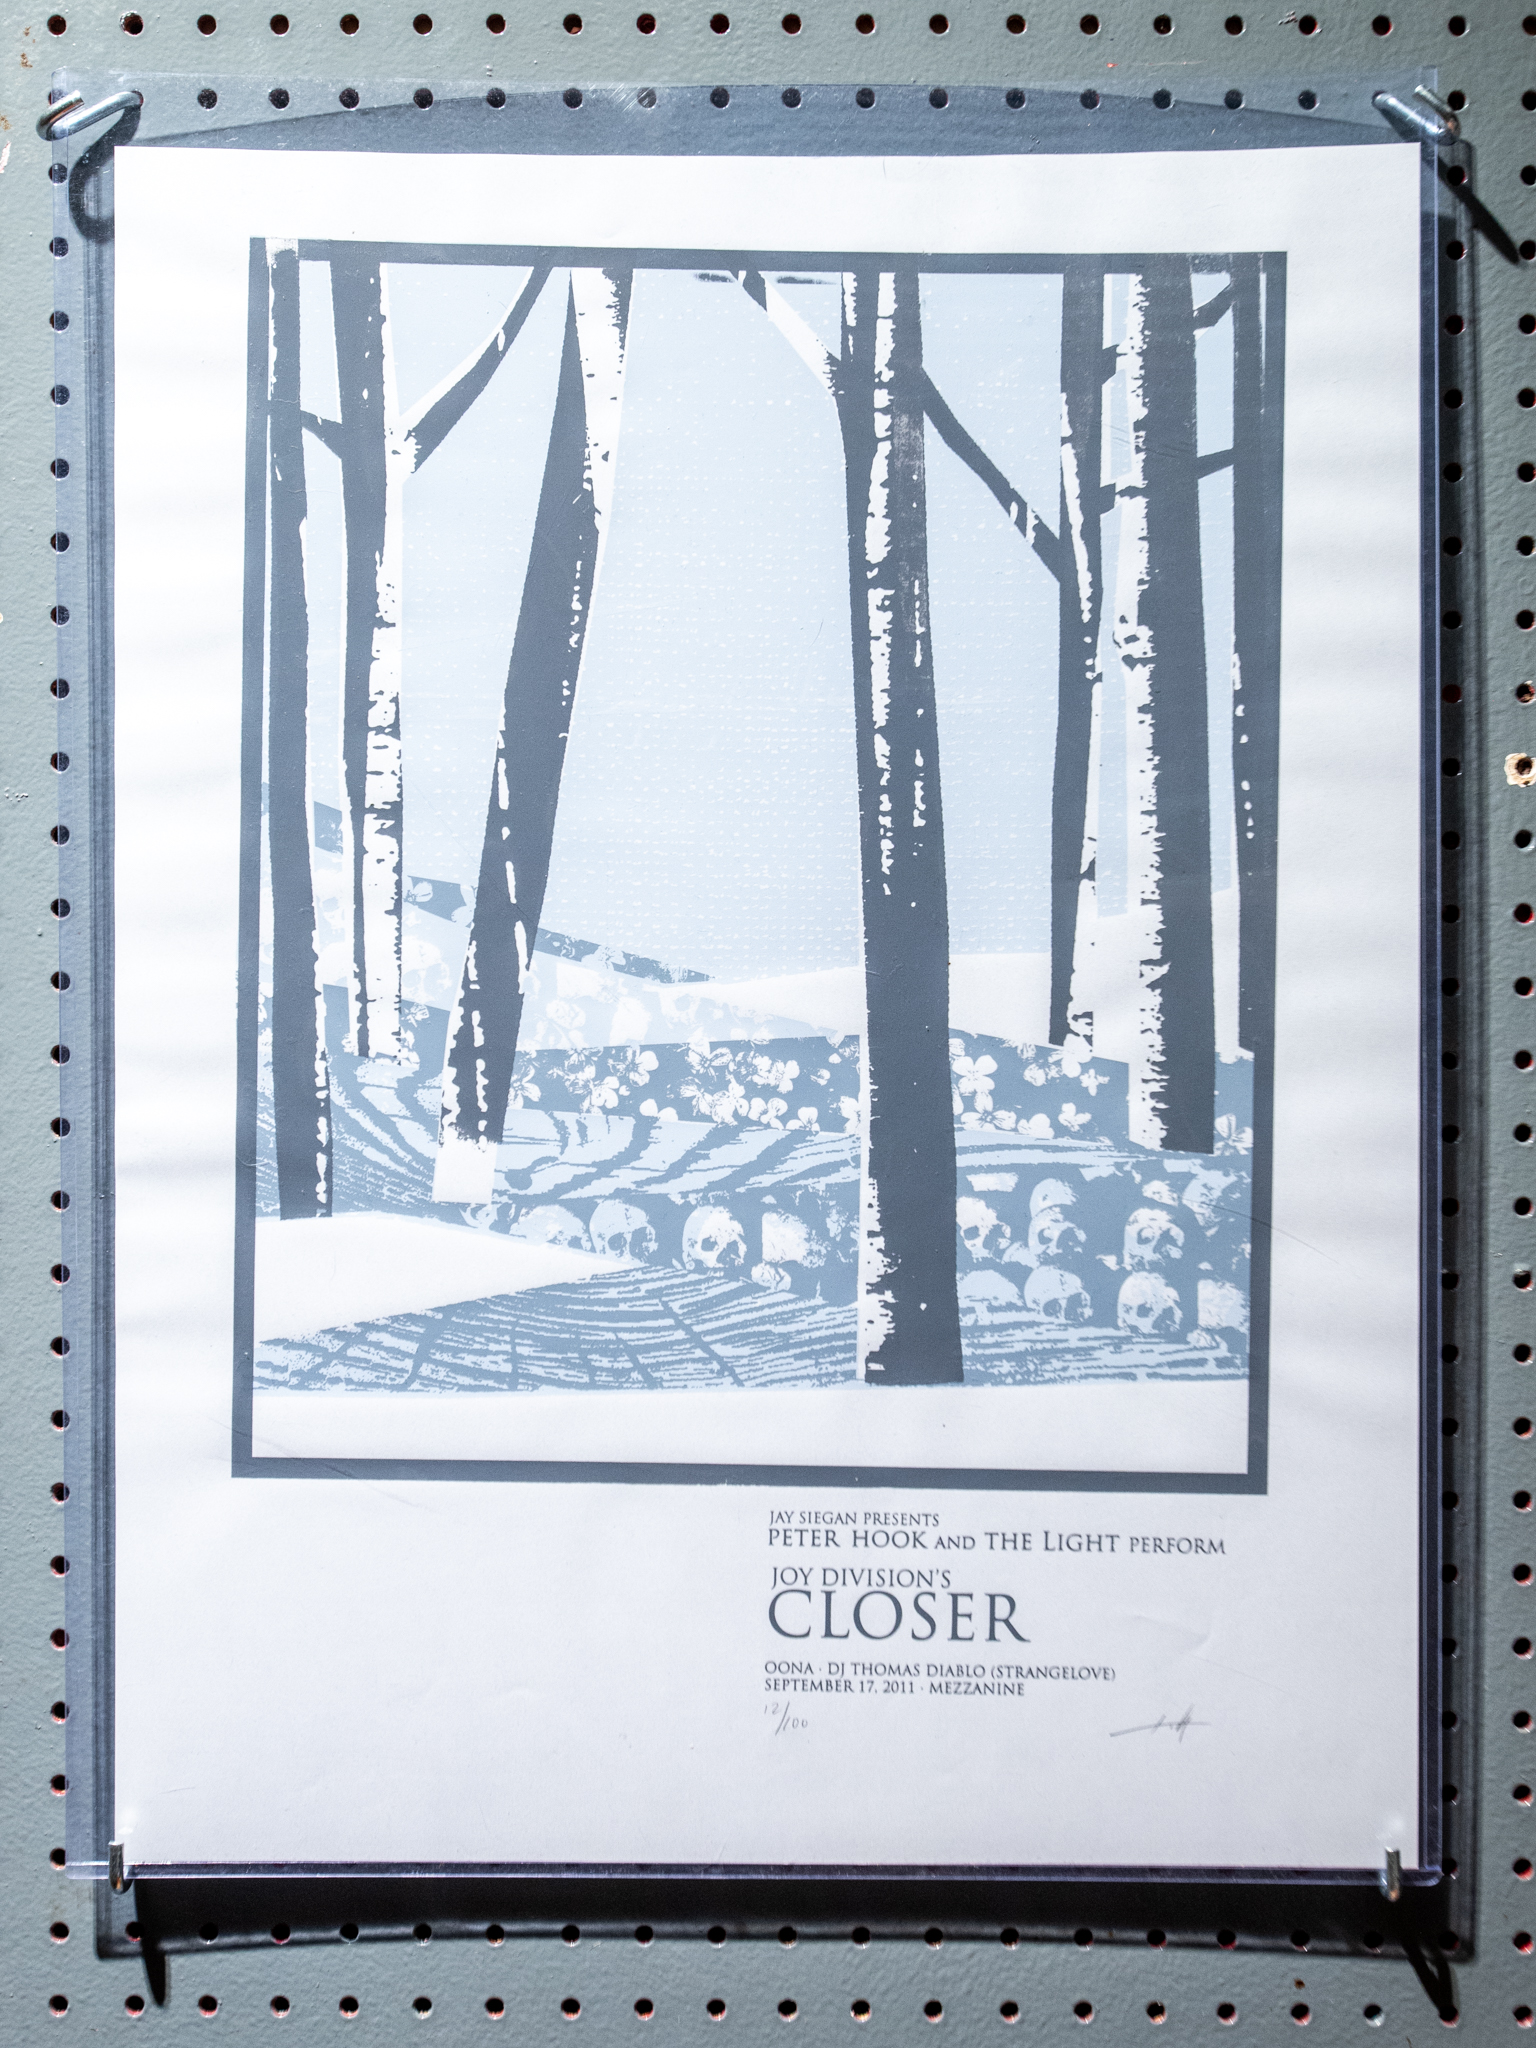 JAY SIEGAN PRESENTS
PETER HOOK AND THE LIGHT PERFORM
JOY DIVISION'S
CLOSER
OONA · DJ THOMAS DIABLO (STRANGELOVE)
SEPTEMBER 17, 2011 · MEZZANINE
12/100